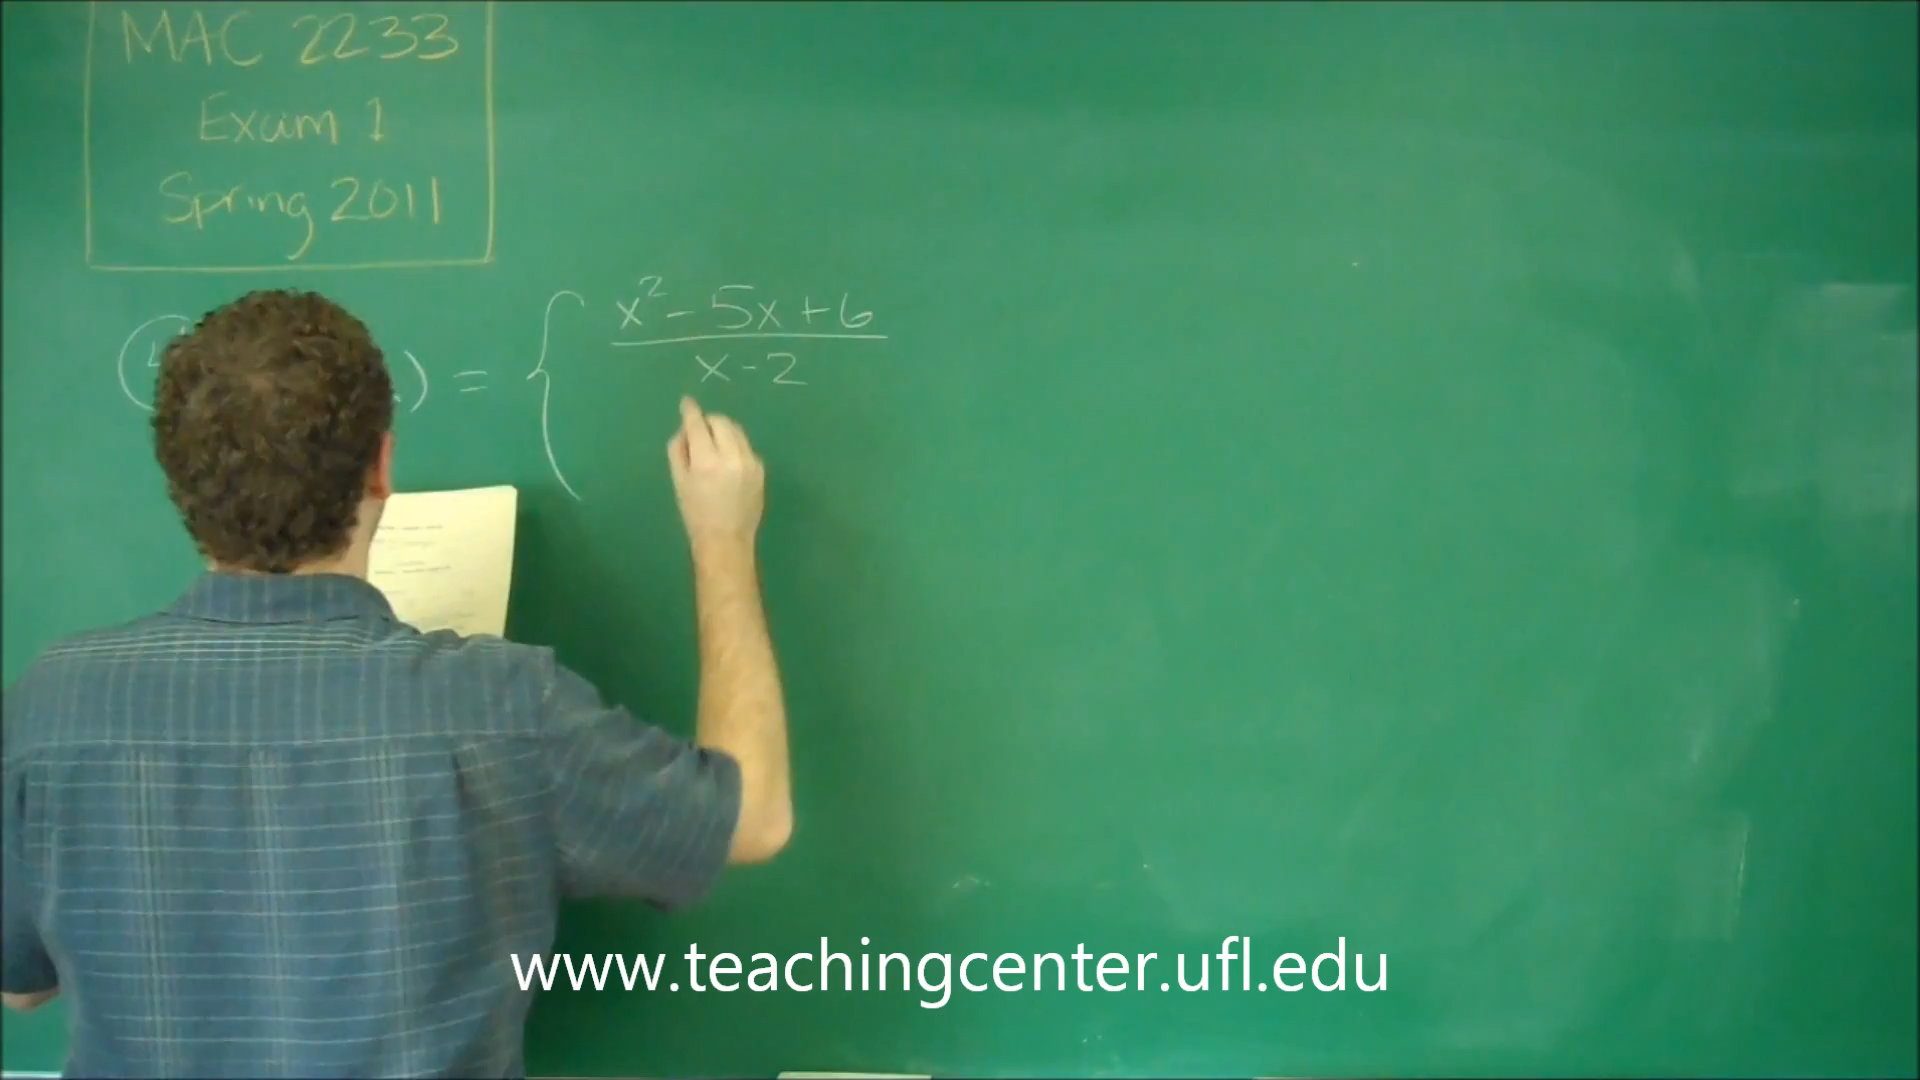 MAC 2233
Exam 1
Spring 2011
) = {
x² - 5x + 6
x - 2
www.teachingcenter.ufl.edu